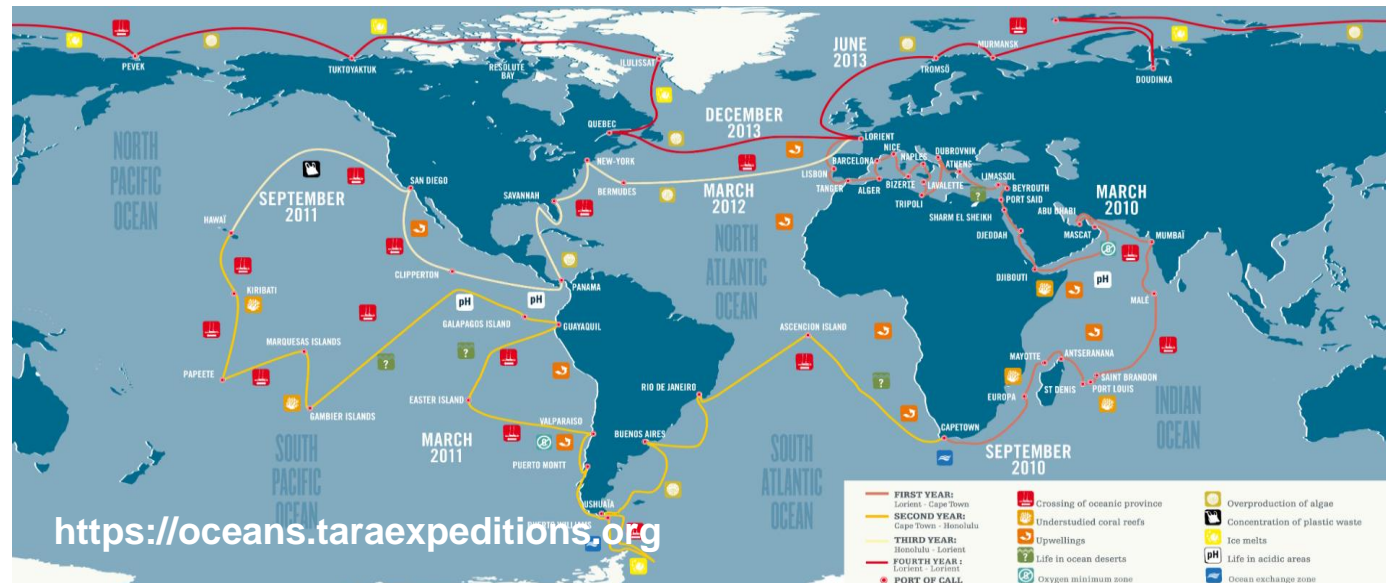 JUNE
2013
MURMANSK
PEVEK
TUKTOYAKTUK
RESOLUTE
BAY
ILULISSAT
TROMSÖ
DOUDINKA
NORTH
PACIFIC
OCEAN
QUEBEC
DECEMBER
2013
LORIENT
NICE
NAPLES
DUBROVNIK
BARCELONA
ATHENS
NEW-YORK
LISBON
LIMASSOL
SAN DIEGO
BERMUDES
TANGER
ALGER
BIZERTE
LAVALETTE
BEYROUTH
SEPTEMBER
2011
SAVANNAH
MARCH
2012
TRIPOLI
PORT SAID
MARCH
2010
HAWAÏ
SHARM EL SHEIKH
?
ABU DHABI
MASCAT
MUMBAÏ
DJEDDAH
NORTH
ATLANTIC
OCEAN
CLIPPERTON
PANAMA
DJIBOUTI
pH
KIRIBATI
pH
pH
MALÉ
GALAPAGOS ISLAND
GUAYAQUIL
ASCENCION ISLAND
MARQUESAS ISLANDS
?
?
MAYOTTE
ANTSERANANA
PAPEETE
?
RIO DE JANEIRO
ST DENIS
SAINT BRANDON
PORT LOUIS
EASTER ISLAND
EUROPA
GAMBIER ISLANDS
VALPARAISO
INDIAN
OCEAN
MARCH
2011
BUENOS AIRES
CAPETOWN
SEPTEMBER
2010
SOUTH
PACIFIC
OCEAN
PUERTO MONTT
SOUTH
ATLANTIC
OCEAN
USHUAÏA
PUERTO WILLIAMS
https://oceans.taraexpeditions.org
FIRST YEAR:
Lorient - Cape Town
SECOND YEAR:
Cape Town - Honolulu
THIRD YEAR:
Honolulu - Lorient
FOURTH YEAR :
Lorient - Lorient
PORT OF CALL
Crossing of oceanic province
Understudied coral reefs
Upwellings
? Life in ocean deserts
Oxygen minimum zone
Overproduction of algae
Concentration of plastic waste
Ice melts
pH Life in acidic areas
Ocean exchange zone